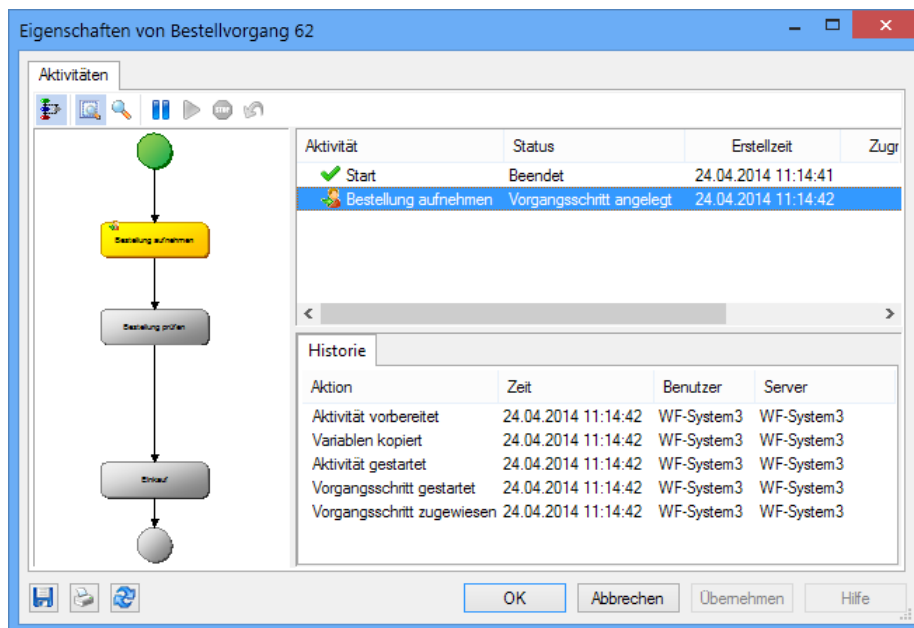 Eigenschaften von Bestellvorgang 62
Aktivitäten
STOP
Bestellung aufnehmen
Bestellung prüfen
Einkauf
Aktivität Status Erstellzeit Zugr
Start Beendet 24.04.2014 11:14:41
Bestellung aufnehmen Vorgangsschritt angelegt 24.04.2014 11:14:42
Historie
Aktion Zeit Benutzer Server
Aktivität vorbereitet 24.04.2014 11:14:42 WF-System3 WF-System3
Variablen kopiert 24.04.2014 11:14:42 WF-System3 WF-System3
Aktivität gestartet 24.04.2014 11:14:42 WF-System3 WF-System3
Vorgangsschritt gestartet 24.04.2014 11:14:42 WF-System3 WF-System3
Vorgangsschritt zugewiesen 24.04.2014 11:14:42 WF-System3 WF-System3
OK Abbrechen Übernehmen Hilfe